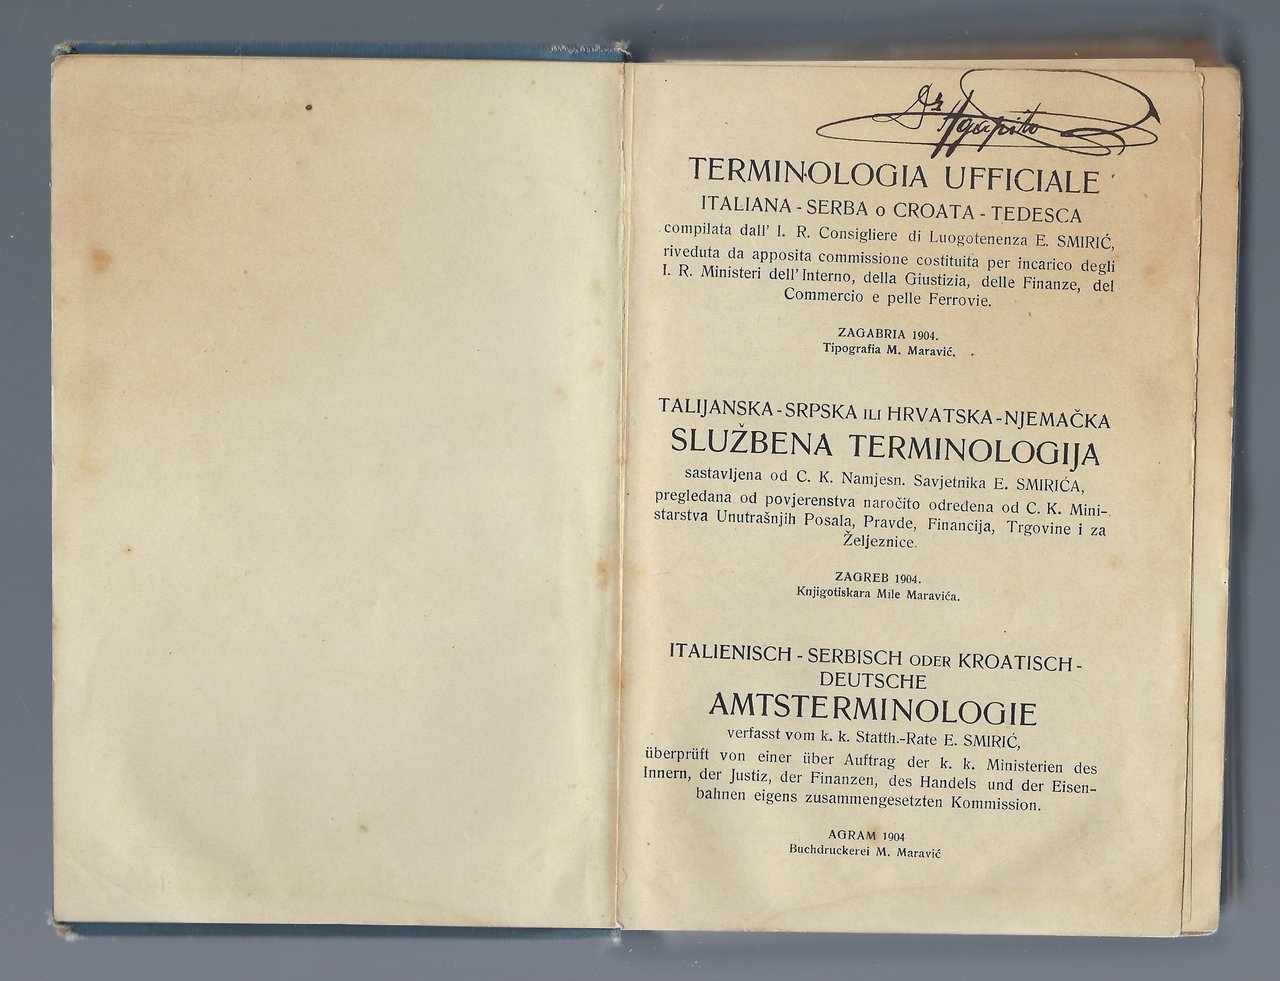 Dr Agapito
TERMINOLOGIA UFFICIALE
ITALIANA - SERBA o CROATA - TEDESCA
compilata dall' I. R. Consigliere di Luogotenenza E. SMIRIĆ,
riveduta da apposita commissione costituita per incarico degli
I. R. Ministeri dell' Interno, della Giustizia, delle Finanze, del
Commercio e pelle Ferrovie.
ZAGABRIA 1904.
Tipografia M. Maravić.
TALIJANSKA - SRPSKA ILI HRVATSKA - NJEMAČKA
SLUŽBENA TERMINOLOGIJA
sastavljena od C. K. Namjesn. Savjetnika E. SMIRIĆA,
pregledana od povjerenstva naročito odredena od C. K. Mini-
starstva Unutrašnjih Posala, Pravde, Financija, Trgovine i za
Željeznice.
ZAGREB 1904.
Knjigotiskara Mile Maravića.
ITALIENISCH - SERBISCH ODER KROATISCH -
DEUTSCHE
AMTSTERMINOLOGIE
verfasst vom k. k. Statth.-Rate E. SMIRIĆ,
überprüft von einer über Auftrag der k. k. Ministerien des
Innern, der Justiz, der Finanzen, des Handels und der Eisen-
bahnen eigens zusammengesetzten Kommission.
AGRAM 1904
Buchdruckerei M. Maravić